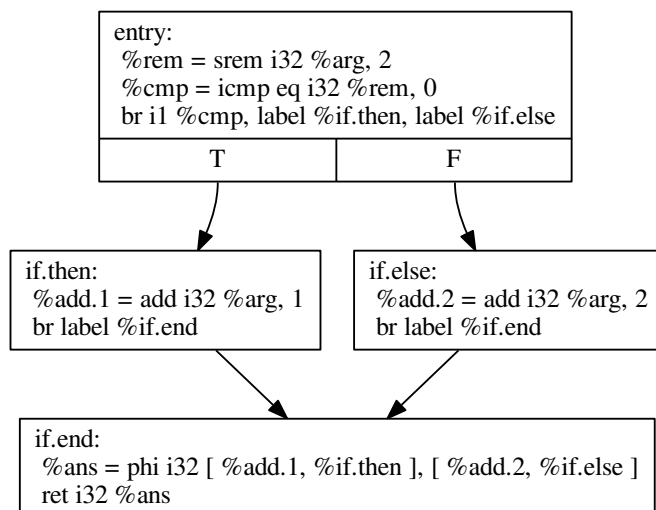 entry:
%rem = srem i32 %arg, 2
%cmp = icmp eq i32 %rem, 0
br i1 %cmp, label %if.then, label %if.else
T
F
if.then:
%add.1 = add i32 %arg, 1
br label %if.end
if.else:
%add.2 = add i32 %arg, 2
br label %if.end
if.end:
%ans = phi i32 [ %add.1, %if.then ], [ %add.2, %if.else ]
ret i32 %ans